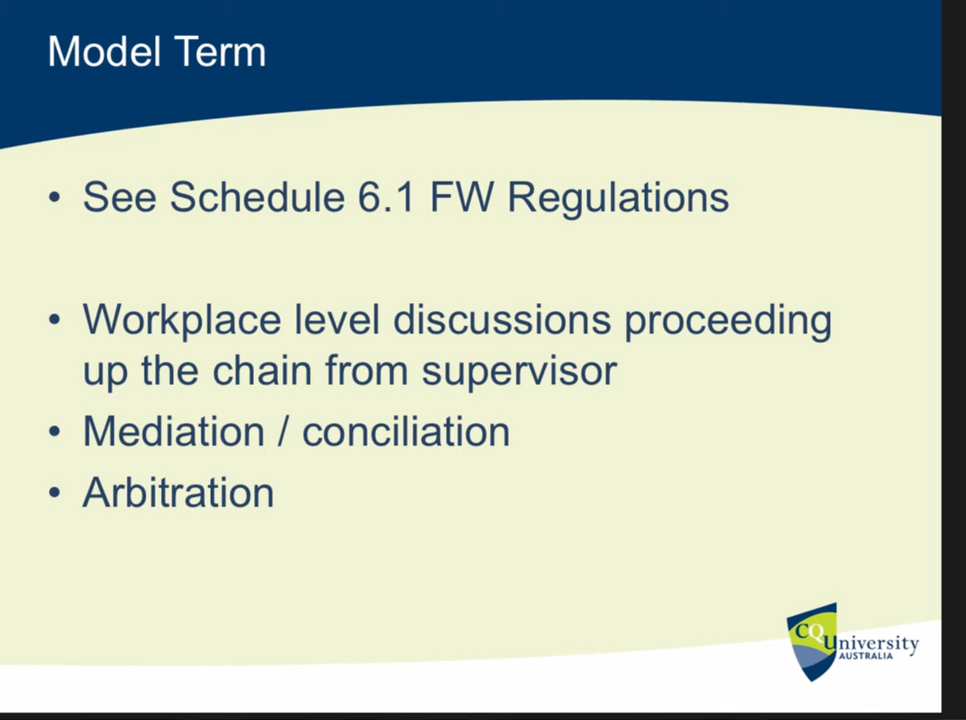 Model Term
• See Schedule 6.1 FW Regulations
• Workplace level discussions proceeding
up the chain from supervisor
• Mediation / conciliation
• Arbitration
CQUniversity
AUSTRALIA